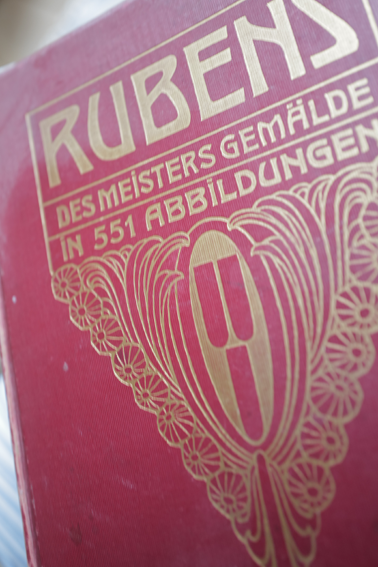 RUBENS
DES MEISTERS GEMÄLDE
IN 551 ABBILDUNGEN